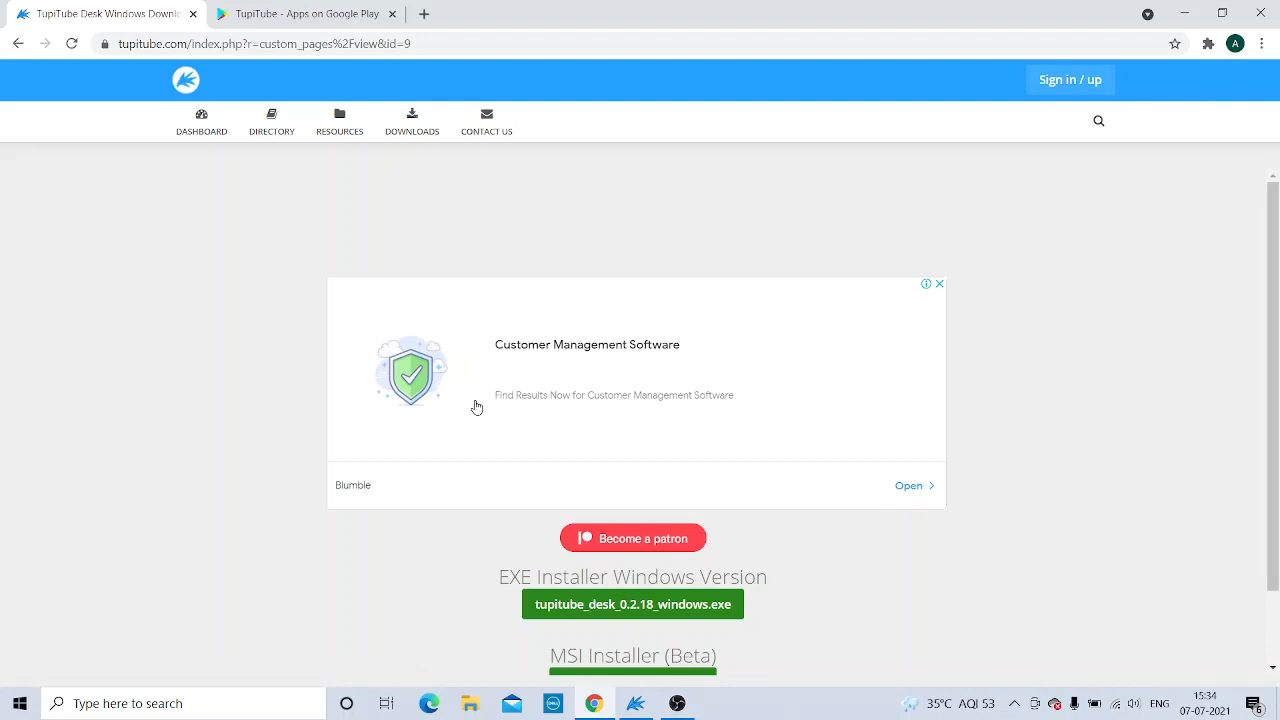 TupiTube Desk Windows Downlo
TupiTube - Apps on Google Play
tupitube.com/index.php?r=custom_pages%2Fview&id=9
A
Sign in / up
DASHBOARD
DIRECTORY
RESOURCES
DOWNLOADS
CONTACT US
Customer Management Software
Find Results Now for Customer Management Software
Blumble
Open
Become a patron
EXE Installer Windows Version
tupitube_desk_0.2.18_windows.exe
MSI Installer (Beta)
Type here to search
DELL
35°C AQI 53
ENG
15:34
07-07-2021
6